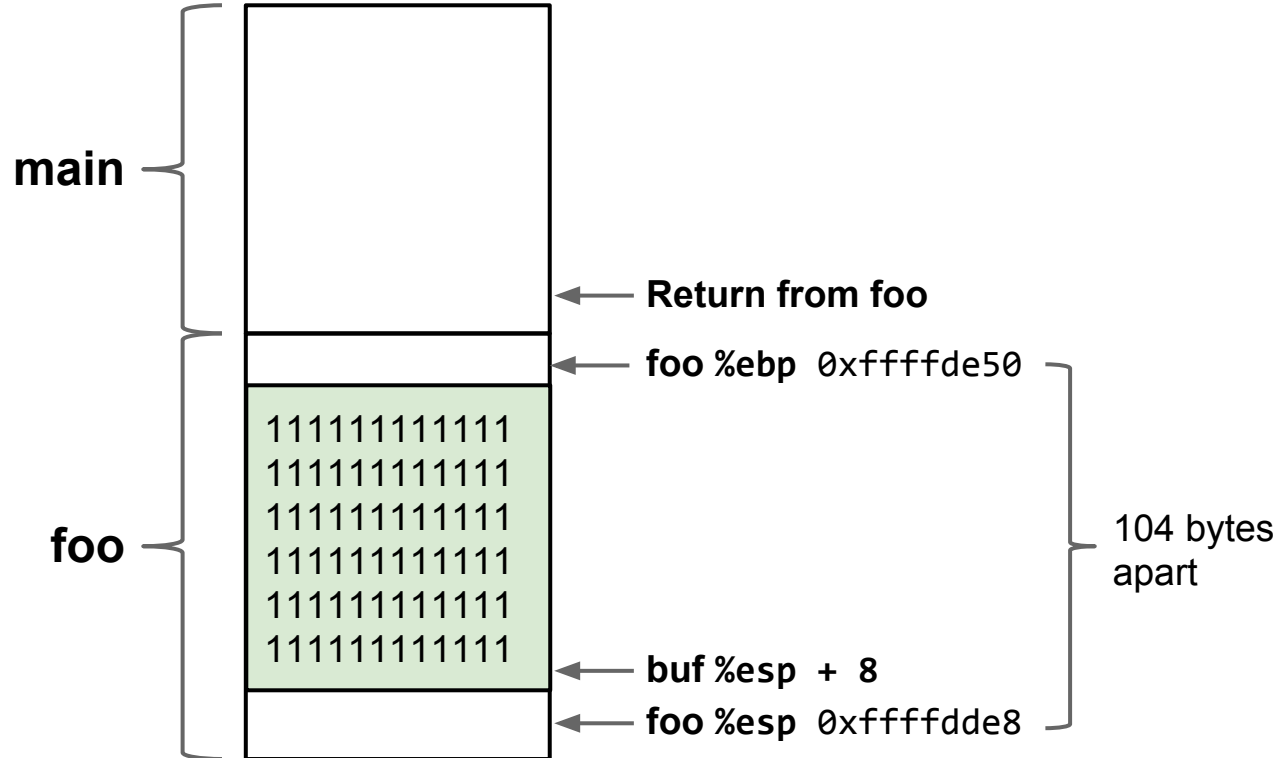 main
Return from foo
foo %ebp 0xffffde50
111111111111
111111111111
111111111111
111111111111
111111111111
111111111111
foo
104 bytes
apart
buf %esp + 8
foo %esp 0xffffdde8